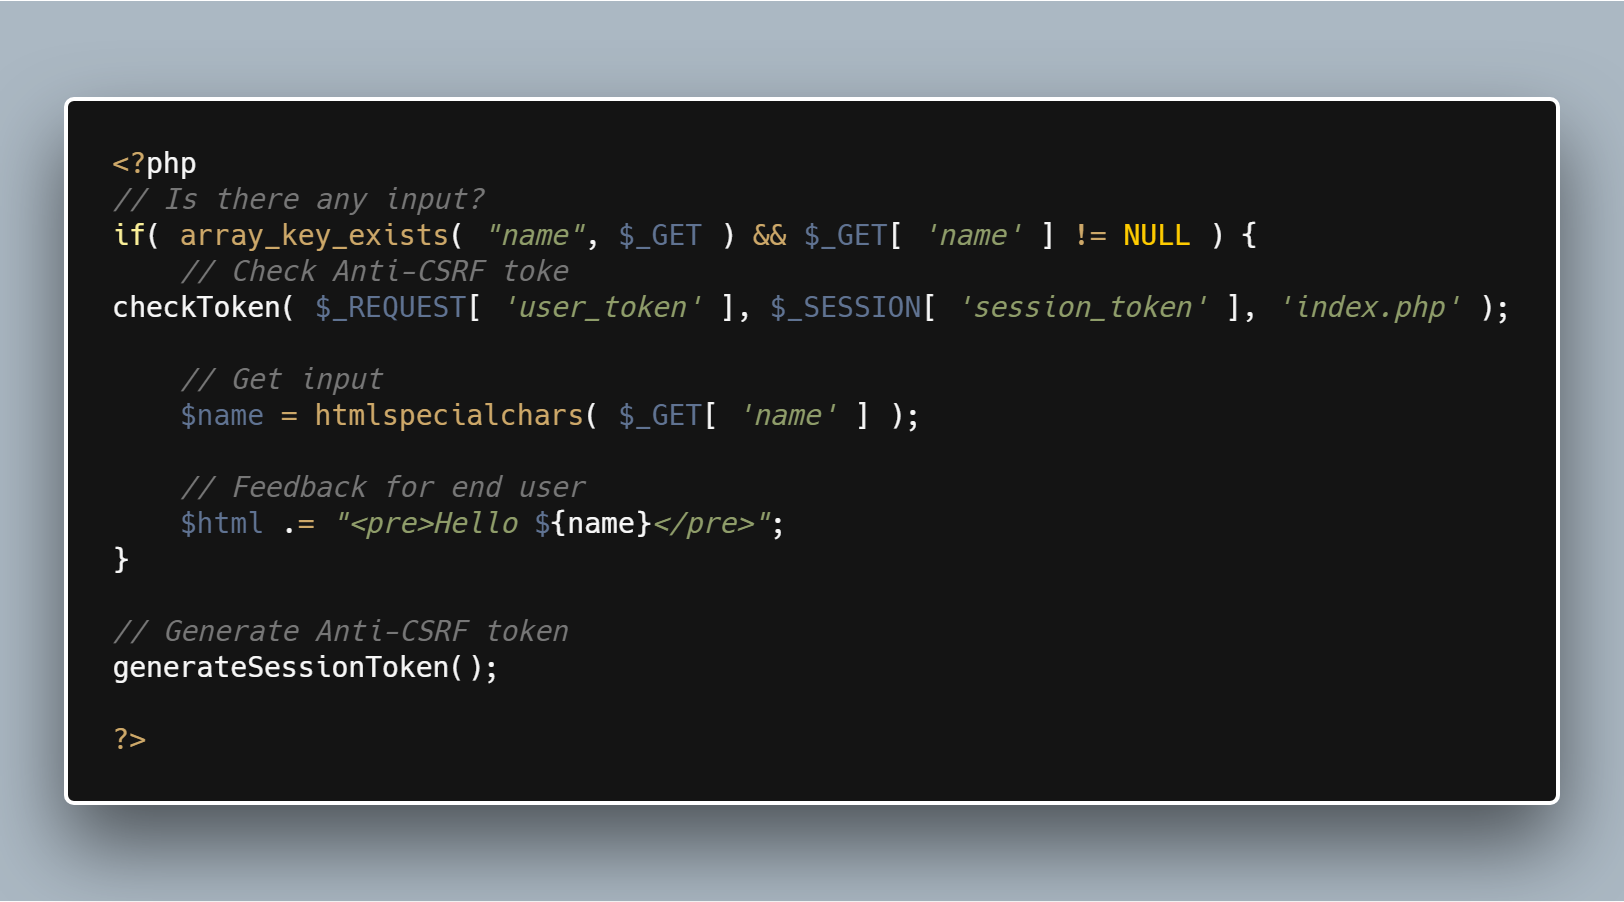 <?php
// Is there any input?
if( array_key_exists( "name", $_GET ) && $_GET[ 'name' ] != NULL ) {
    // Check Anti-CSRF toke
checkToken( $_REQUEST[ 'user_token' ], $_SESSION[ 'session_token' ], 'index.php' );

    // Get input
    $name = htmlspecialchars( $_GET[ 'name' ] );

    // Feedback for end user
    $html .= "<pre>Hello ${name}</pre>";
}

// Generate Anti-CSRF token
generateSessionToken();

?>